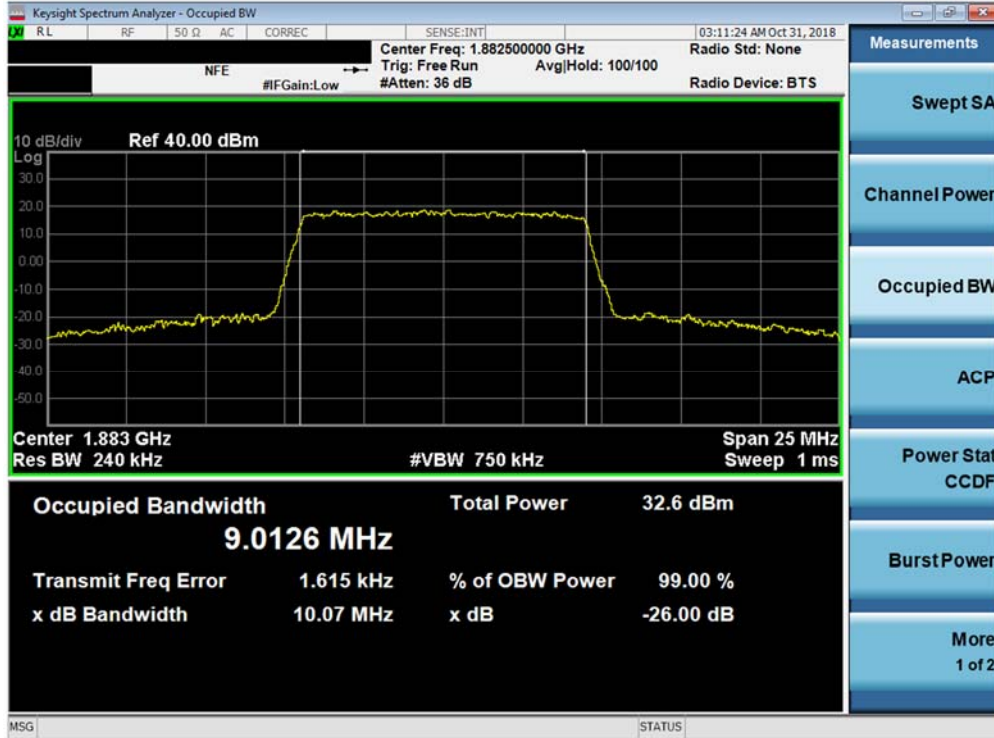 Keysight Spectrum Analyzer - Occupied BW
LXI RL RF 50 Ω AC CORREC SENSE:INT 03:11:24 AM Oct 31, 2018
Center Freq: 1.882500000 GHz Radio Std: None
NFE Trig: Free Run Avg|Hold: 100/100
#IFGain:Low #Atten: 36 dB Radio Device: BTS
10 dB/div Ref 40.00 dBm
Log
30.0
20.0
10.0
0.00
-10.0
-20.0
-30.0
-40.0
-50.0
Center 1.883 GHz Span 25 MHz
Res BW 240 kHz #VBW 750 kHz Sweep 1 ms
Occupied Bandwidth Total Power 32.6 dBm
9.0126 MHz
Transmit Freq Error 1.615 kHz % of OBW Power 99.00 %
x dB Bandwidth 10.07 MHz x dB -26.00 dB
MSG STATUS
Measurements
Swept SA
Channel Power
Occupied BW
ACP
Power Stat
CCDF
Burst Power
More
1 of 2